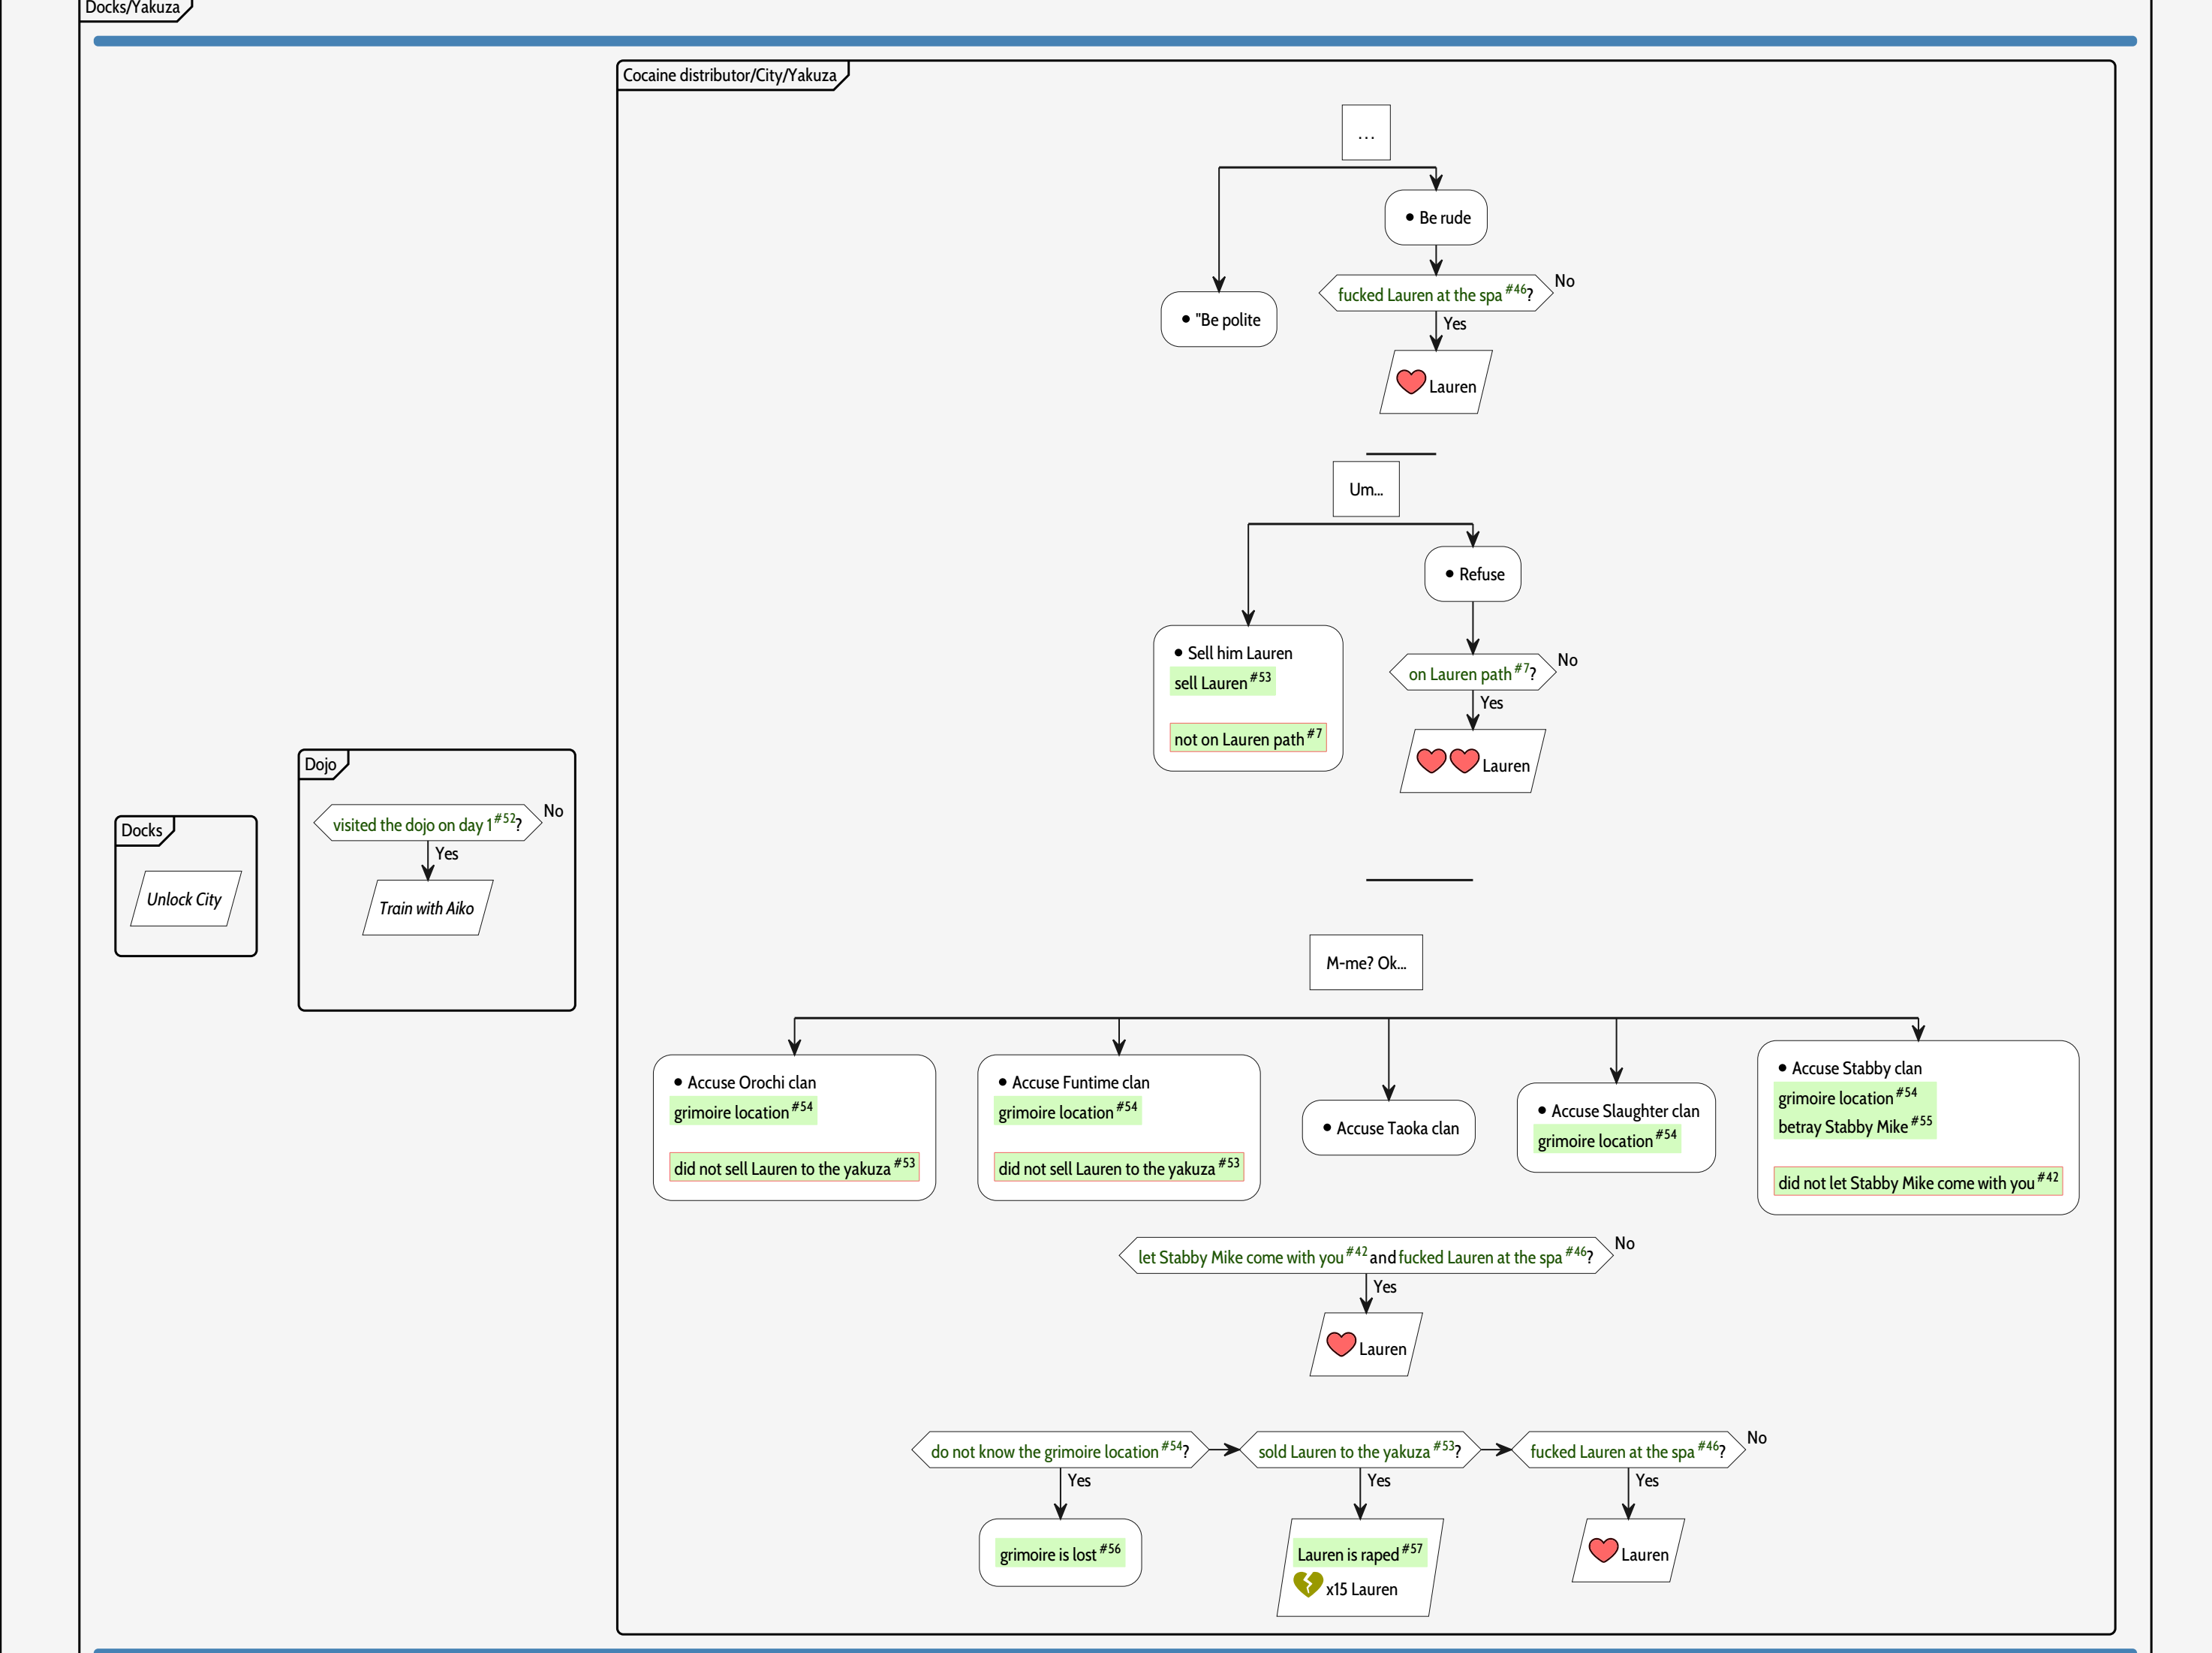 Docks/Yakuza
Cocaine distributor/City/Yakuza
...
• Be rude
fucked Lauren at the spa #46?
No
Yes
• "Be polite
Lauren
Um...
• Refuse
• Sell him Lauren
sell Lauren #53
not on Lauren path #7
on Lauren path #7?
No
Yes
Lauren
Dojo
visited the dojo on day 1 #52?
No
Yes
Train with Aiko
Docks
Unlock City
M-me? Ok...
• Accuse Orochi clan
grimoire location #54
did not sell Lauren to the yakuza #53
• Accuse Funtime clan
grimoire location #54
did not sell Lauren to the yakuza #53
• Accuse Taoka clan
• Accuse Slaughter clan
grimoire location #54
• Accuse Stabby clan
grimoire location #54
betray Stabby Mike #55
did not let Stabby Mike come with you #42
let Stabby Mike come with you #42 and fucked Lauren at the spa #46?
No
Yes
Lauren
do not know the grimoire location #54?
Yes
grimoire is lost #56
sold Lauren to the yakuza #53?
Yes
Lauren is raped #57
x15 Lauren
fucked Lauren at the spa #46?
No
Yes
Lauren